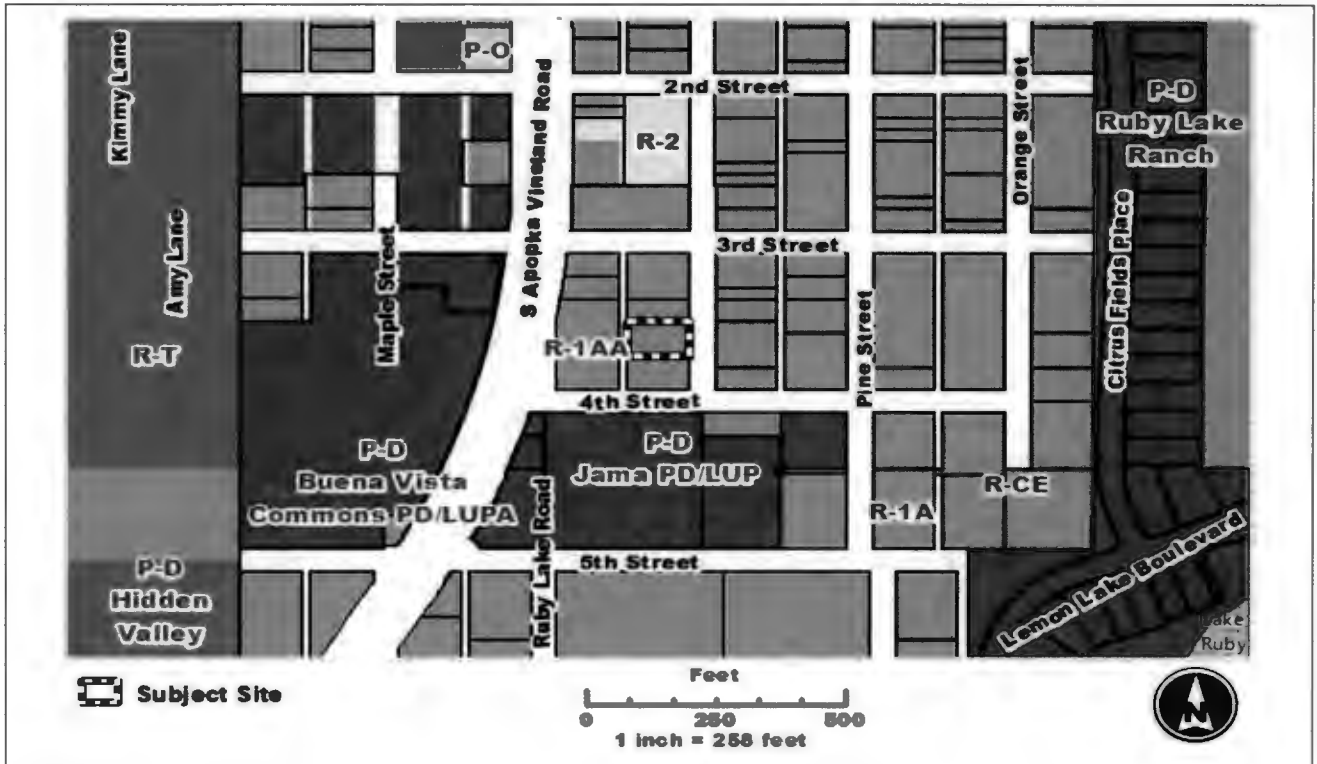 Kimmy Lane
P-O
S Apopka Vineland Road
2nd Street
R-2
Orange Street
P-D
Ruby Lake
Ranch
Citrus Fields Place
3rd Street
Amy Lane
Maple Street
R-T
R-1AA
Pine Street
4th Street
P-D
Buena Vista
Commons PD/LUPA
P-D
Jama PD/LUP
R-CE
R-1A
Ruby Lake Road
5th Street
P-D
Hidden
Valley
Lemon Lake Boulevard
Lake
Ruby
Subject Site
Feet
0 250 500
1 inch = 258 feet
N